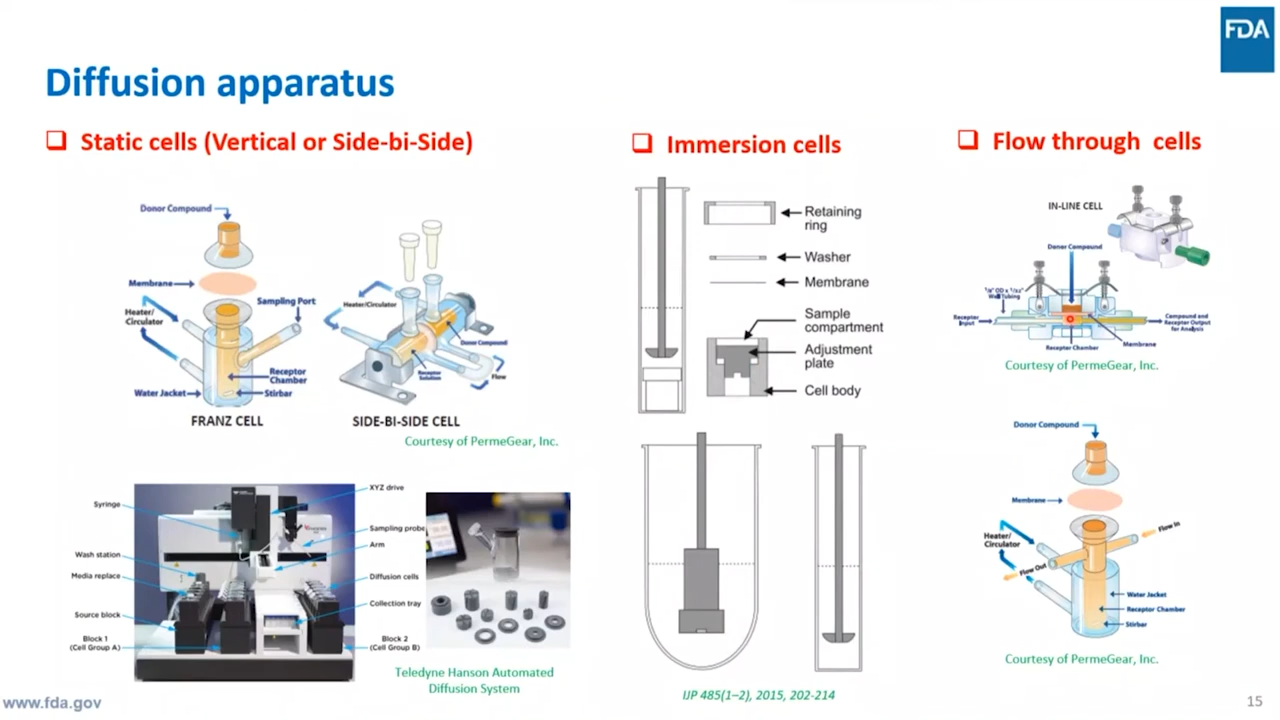 FDA
Diffusion apparatus
❑ Static cells (Vertical or Side-bi-Side)
Donor Compound
Membrane
Heater/
Circulator
Sampling Port
Receptor
Chamber
Water Jacket
Stirbar
FRANZ CELL
Heater/Circulator
Donor Compound
Receptor
Solution
Flow
SIDE-BI-SIDE CELL
Courtesy of PermeGear, Inc.
Syringe
Wash station
Media replace
Source block
Block 1
(Cell Group A)
XYZ drive
Sampling probe
Arm
Diffusion cells
Collection tray
Block 2
(Cell Group B)
Teledyne Hanson Automated
Diffusion System
❑ Immersion cells
Retaining
ring
Washer
Membrane
Sample
compartment
Adjustment
plate
Cell body
IJP 485(1–2), 2015, 202-214
❑ Flow through cells
IN-LINE CELL
Donor Compound
Wall Tubing
Receptor
Input
Compound and
Receptor Output
for Analysis
Membrane
Receptor Chamber
Courtesy of PermeGear, Inc.
Donor Compound
Membrane
Heater/
Circulator
Flow In
Flow Out
Water Jacket
Receptor Chamber
Stirbar
Courtesy of PermeGear, Inc.
www.fda.gov
15